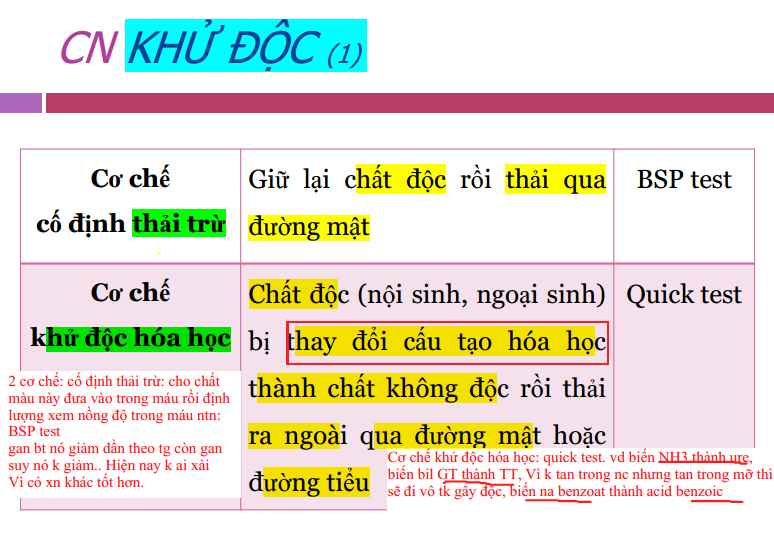 CN KHỬ ĐỘC (1)
Cơ chế
cố định thải trừ
Giữ lại chất độc rồi thải qua
đường mật
BSP test
Cơ chế
khử độc hóa học
Chất độc (nội sinh, ngoại sinh)
bị thay đổi cấu tạo hóa học
thành chất không độc rồi thải
ra ngoài qua đường mật hoặc
đường tiểu
Quick test
2 cơ chế: cố định thải trừ: cho chất
màu này đưa vào trong máu rồi định
lượng xem nồng độ trong máu ntn:
BSP test
gan bt nó giảm dần theo tg còn gan
suy nó k giảm.. Hiện nay k ai xài
Vì có xn khác tốt hơn.
Cơ chế khử độc hóa học: quick test. vd biến NH3 thành ure,
biến bil GT thành TT, Vì k tan trong nc nhưng tan trong mỡ thì
sẽ đi vô tk gây độc, biến na benzoat thành acid benzoic